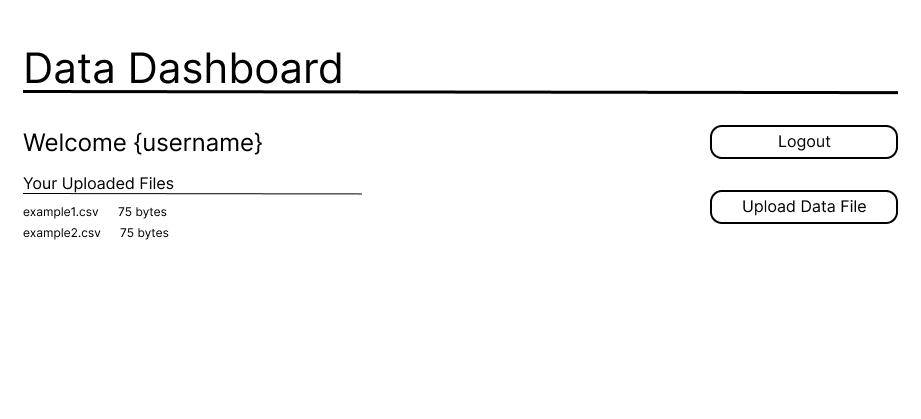 Data Dashboard
Welcome {username}
Logout
Your Uploaded Files
Upload Data File
example1.csv 75 bytes
example2.csv 75 bytes